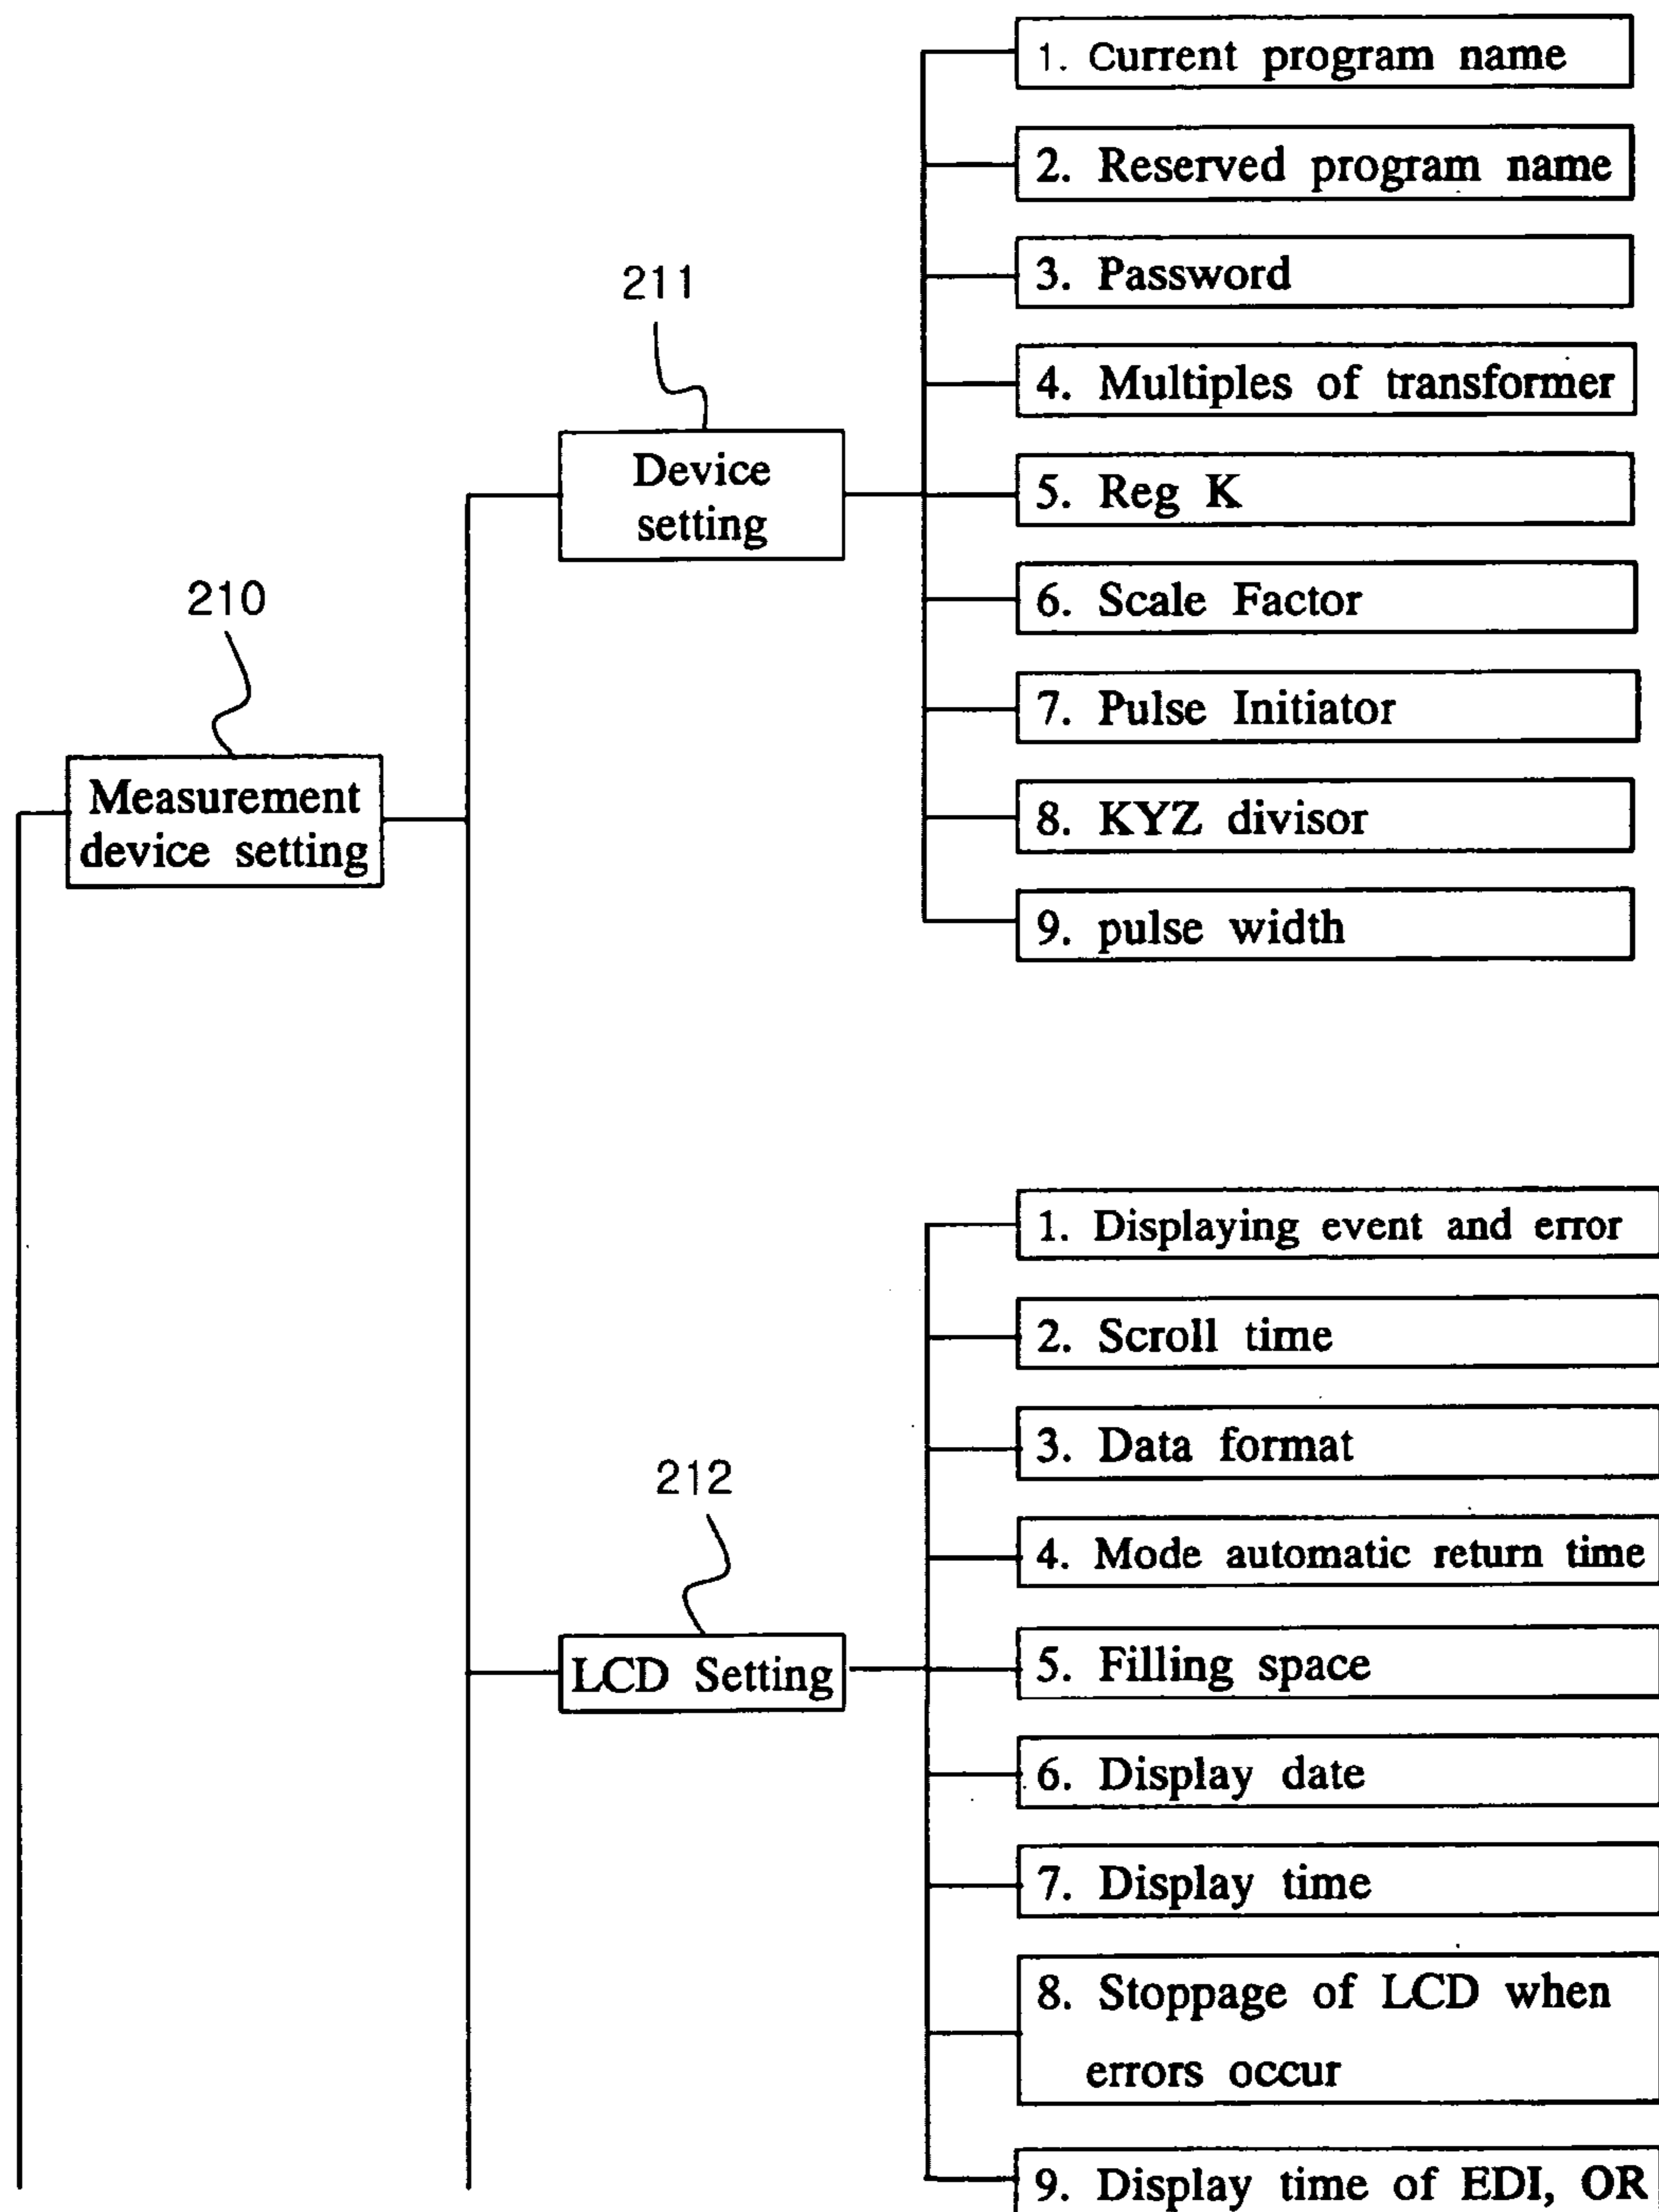 210
Measurement
device setting
211
Device
setting
1. Current program name
2. Reserved program name
3. Password
4. Multiples of transformer
5. Reg K
6. Scale Factor
7. Pulse Initiator
8. KYZ divisor
9. pulse width
212
LCD Setting
1. Displaying event and error
2. Scroll time
3. Data format
4. Mode automatic return time
5. Filling space
6. Display date
7. Display time
8. Stoppage of LCD when
errors occur
9. Display time of EDI, OR